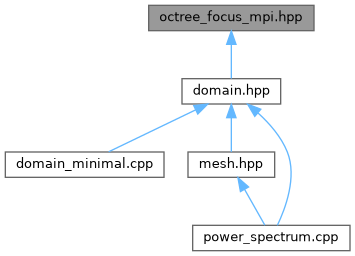 octree_focus_mpi.hpp
domain.hpp
domain_minimal.cpp
mesh.hpp
power_spectrum.cpp